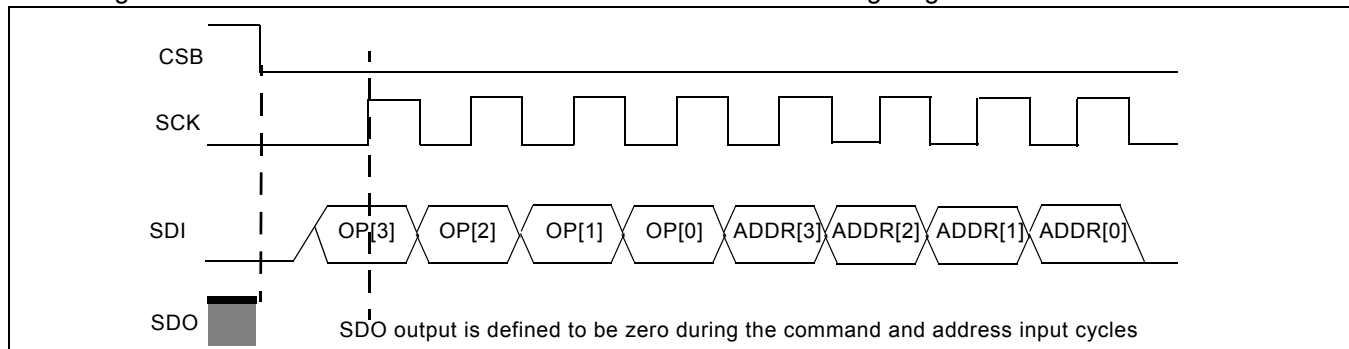 CSB
SCK
SDI OP[3] OP[2] OP[1] OP[0] ADDR[3] ADDR[2] ADDR[1] ADDR[0]
SDO SDO output is defined to be zero during the command and address input cycles